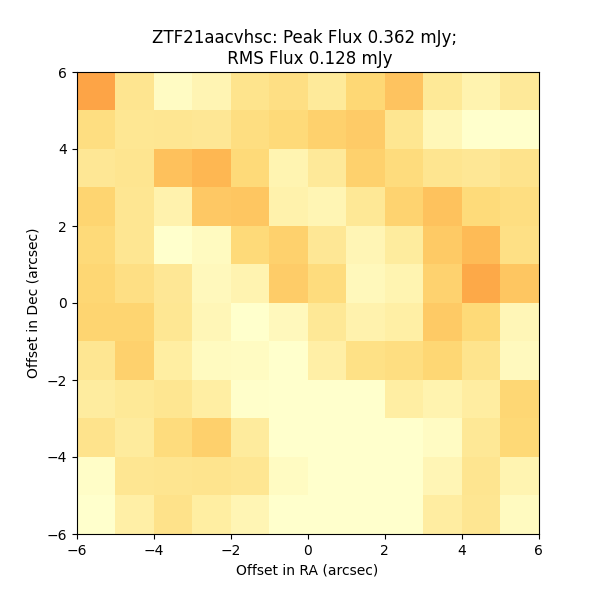 ZTF21aacvhsc: Peak Flux 0.362 mJy;
RMS Flux 0.128 mJy
6
4
2
0
−2
−4
−6
Offset in Dec (arcsec)
−6 −4 −2 0 2 4 6
Offset in RA (arcsec)